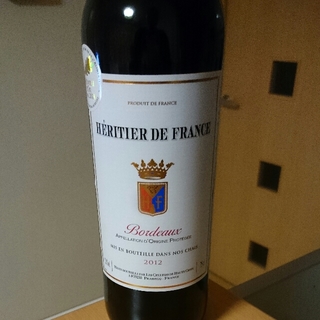 PRODUIT DE FRANCE
HÉRITIER DE FRANCE
Bordeaux
APPELLATION D'ORIGINE PROTÉGÉE
MIS EN BOUTEILLE DANS NOS CHAIS
2012